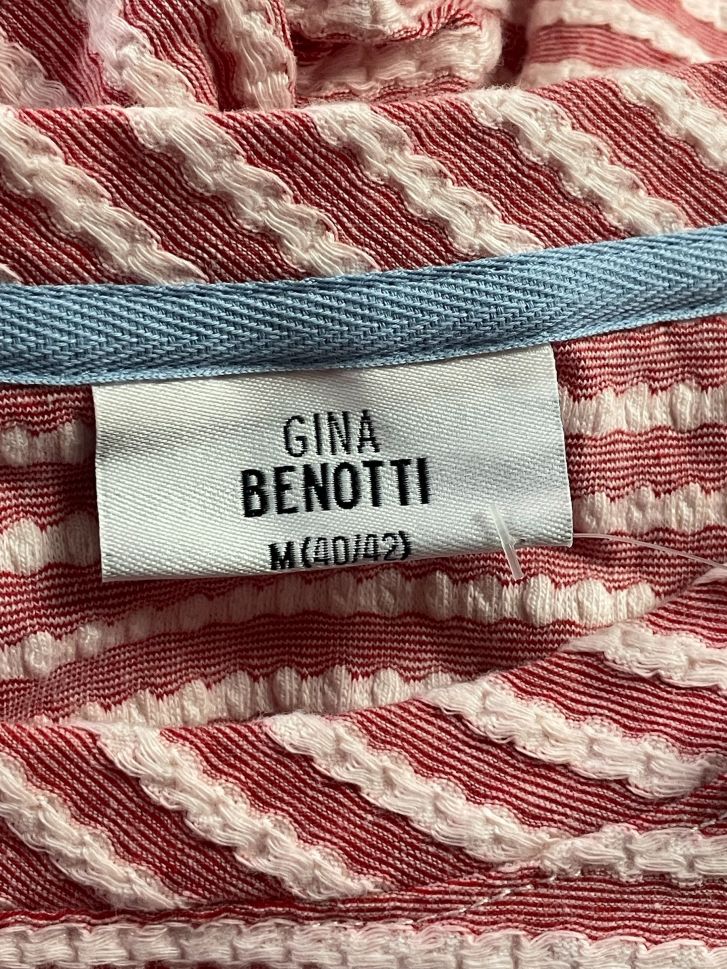 GINA
BENOTTI
M (40/42)